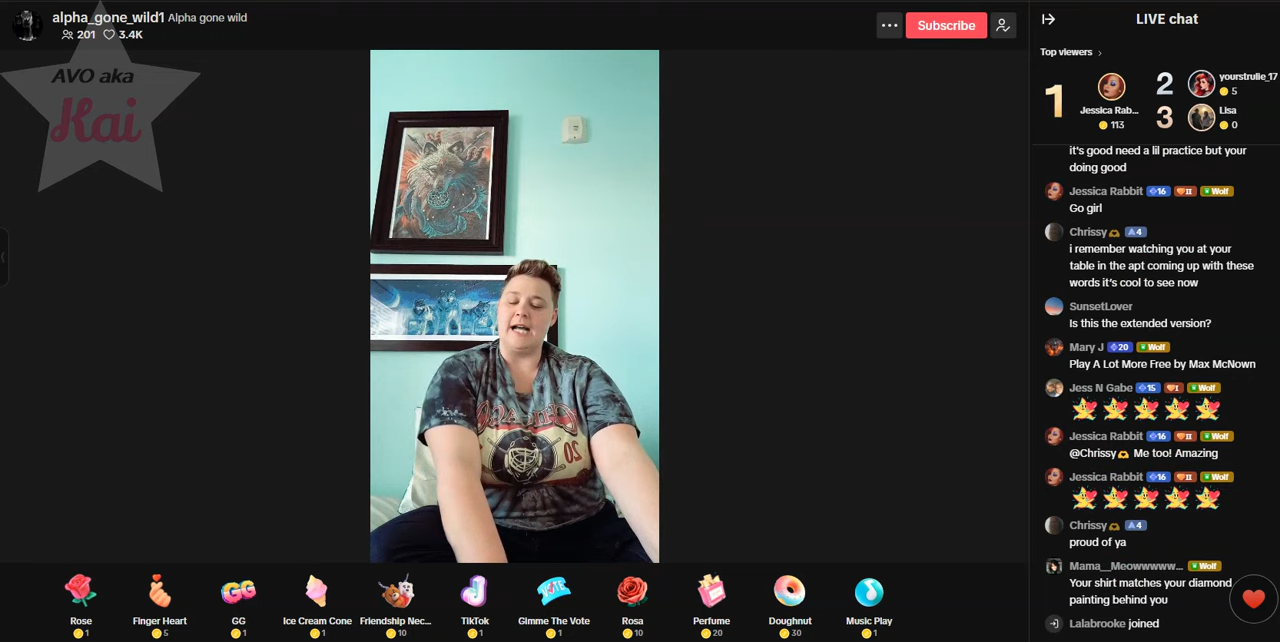 alpha_gone_wild1 Alpha gone wild
201 3.4K
AVO aka
Kai
Subscribe
LIVE chat
Top viewers
1
Jessica Rab...
113
2
yourstrulie_17
5
3
Lisa
0
it's good need a lil practice but your
doing good
Jessica Rabbit 16 II Wolf
Go girl
Chrissy 4
i remember watching you at your
table in the apt coming up with these
words it's cool to see now
SunsetLover
Is this the extended version?
Mary J 20 Wolf
Play A Lot More Free by Max McNown
Jess N Gabe 15 I Wolf
Jessica Rabbit 16 II Wolf
@Chrissy Me too! Amazing
Jessica Rabbit 16 II Wolf
Chrissy 4
proud of ya
Mama__Meowwwww... Wolf
Your shirt matches your diamond
painting behind you
Lalabrooke joined
20
GG
VOTE
Rose Finger Heart GG Ice Cream Cone Friendship Nec... TikTok Gimme The Vote Rosa Perfume Doughnut Music Play
1 5 1 1 10 1 1 10 20 30 1